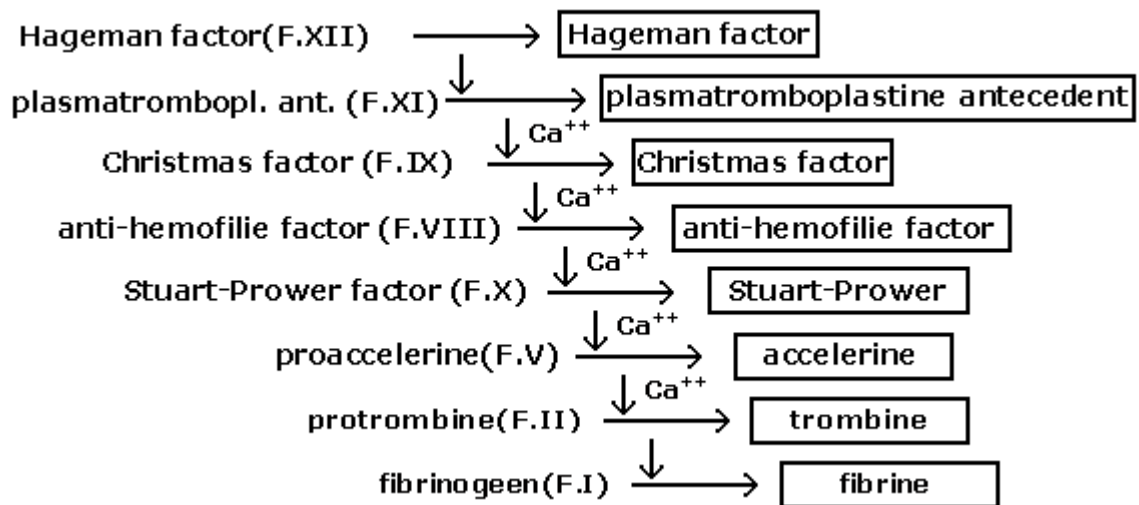 Hageman factor(F.XII) Hageman factor
plasmatrombopl. ant. (F.XI) plasmatromboplastine antecedent
Ca++
Christmas factor (F.IX) Christmas factor
Ca++
anti-hemofilie factor (F.VIII) anti-hemofilie factor
Ca++
Stuart-Prower factor (F.X) Stuart-Prower
Ca++
proaccelerine(F.V) accelerine
Ca++
protrombine(F.II) trombine
fibrinogeen(F.I) fibrine